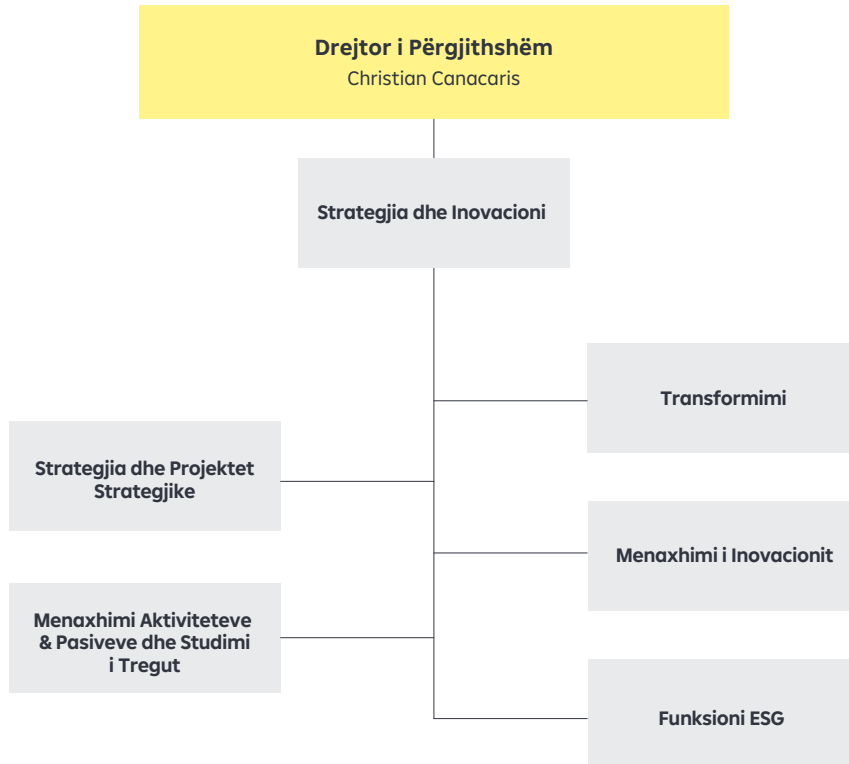 Drejtor i Përgjithshëm
Christian Canacaris
Strategjia dhe Inovacioni
Transformimi
Strategjia dhe Projektet
Strategjike
Menaxhimi i Inovacionit
Menaxhimi Aktiviteteve
& Pasiveve dhe Studimi
i Tregut
Funksioni ESG